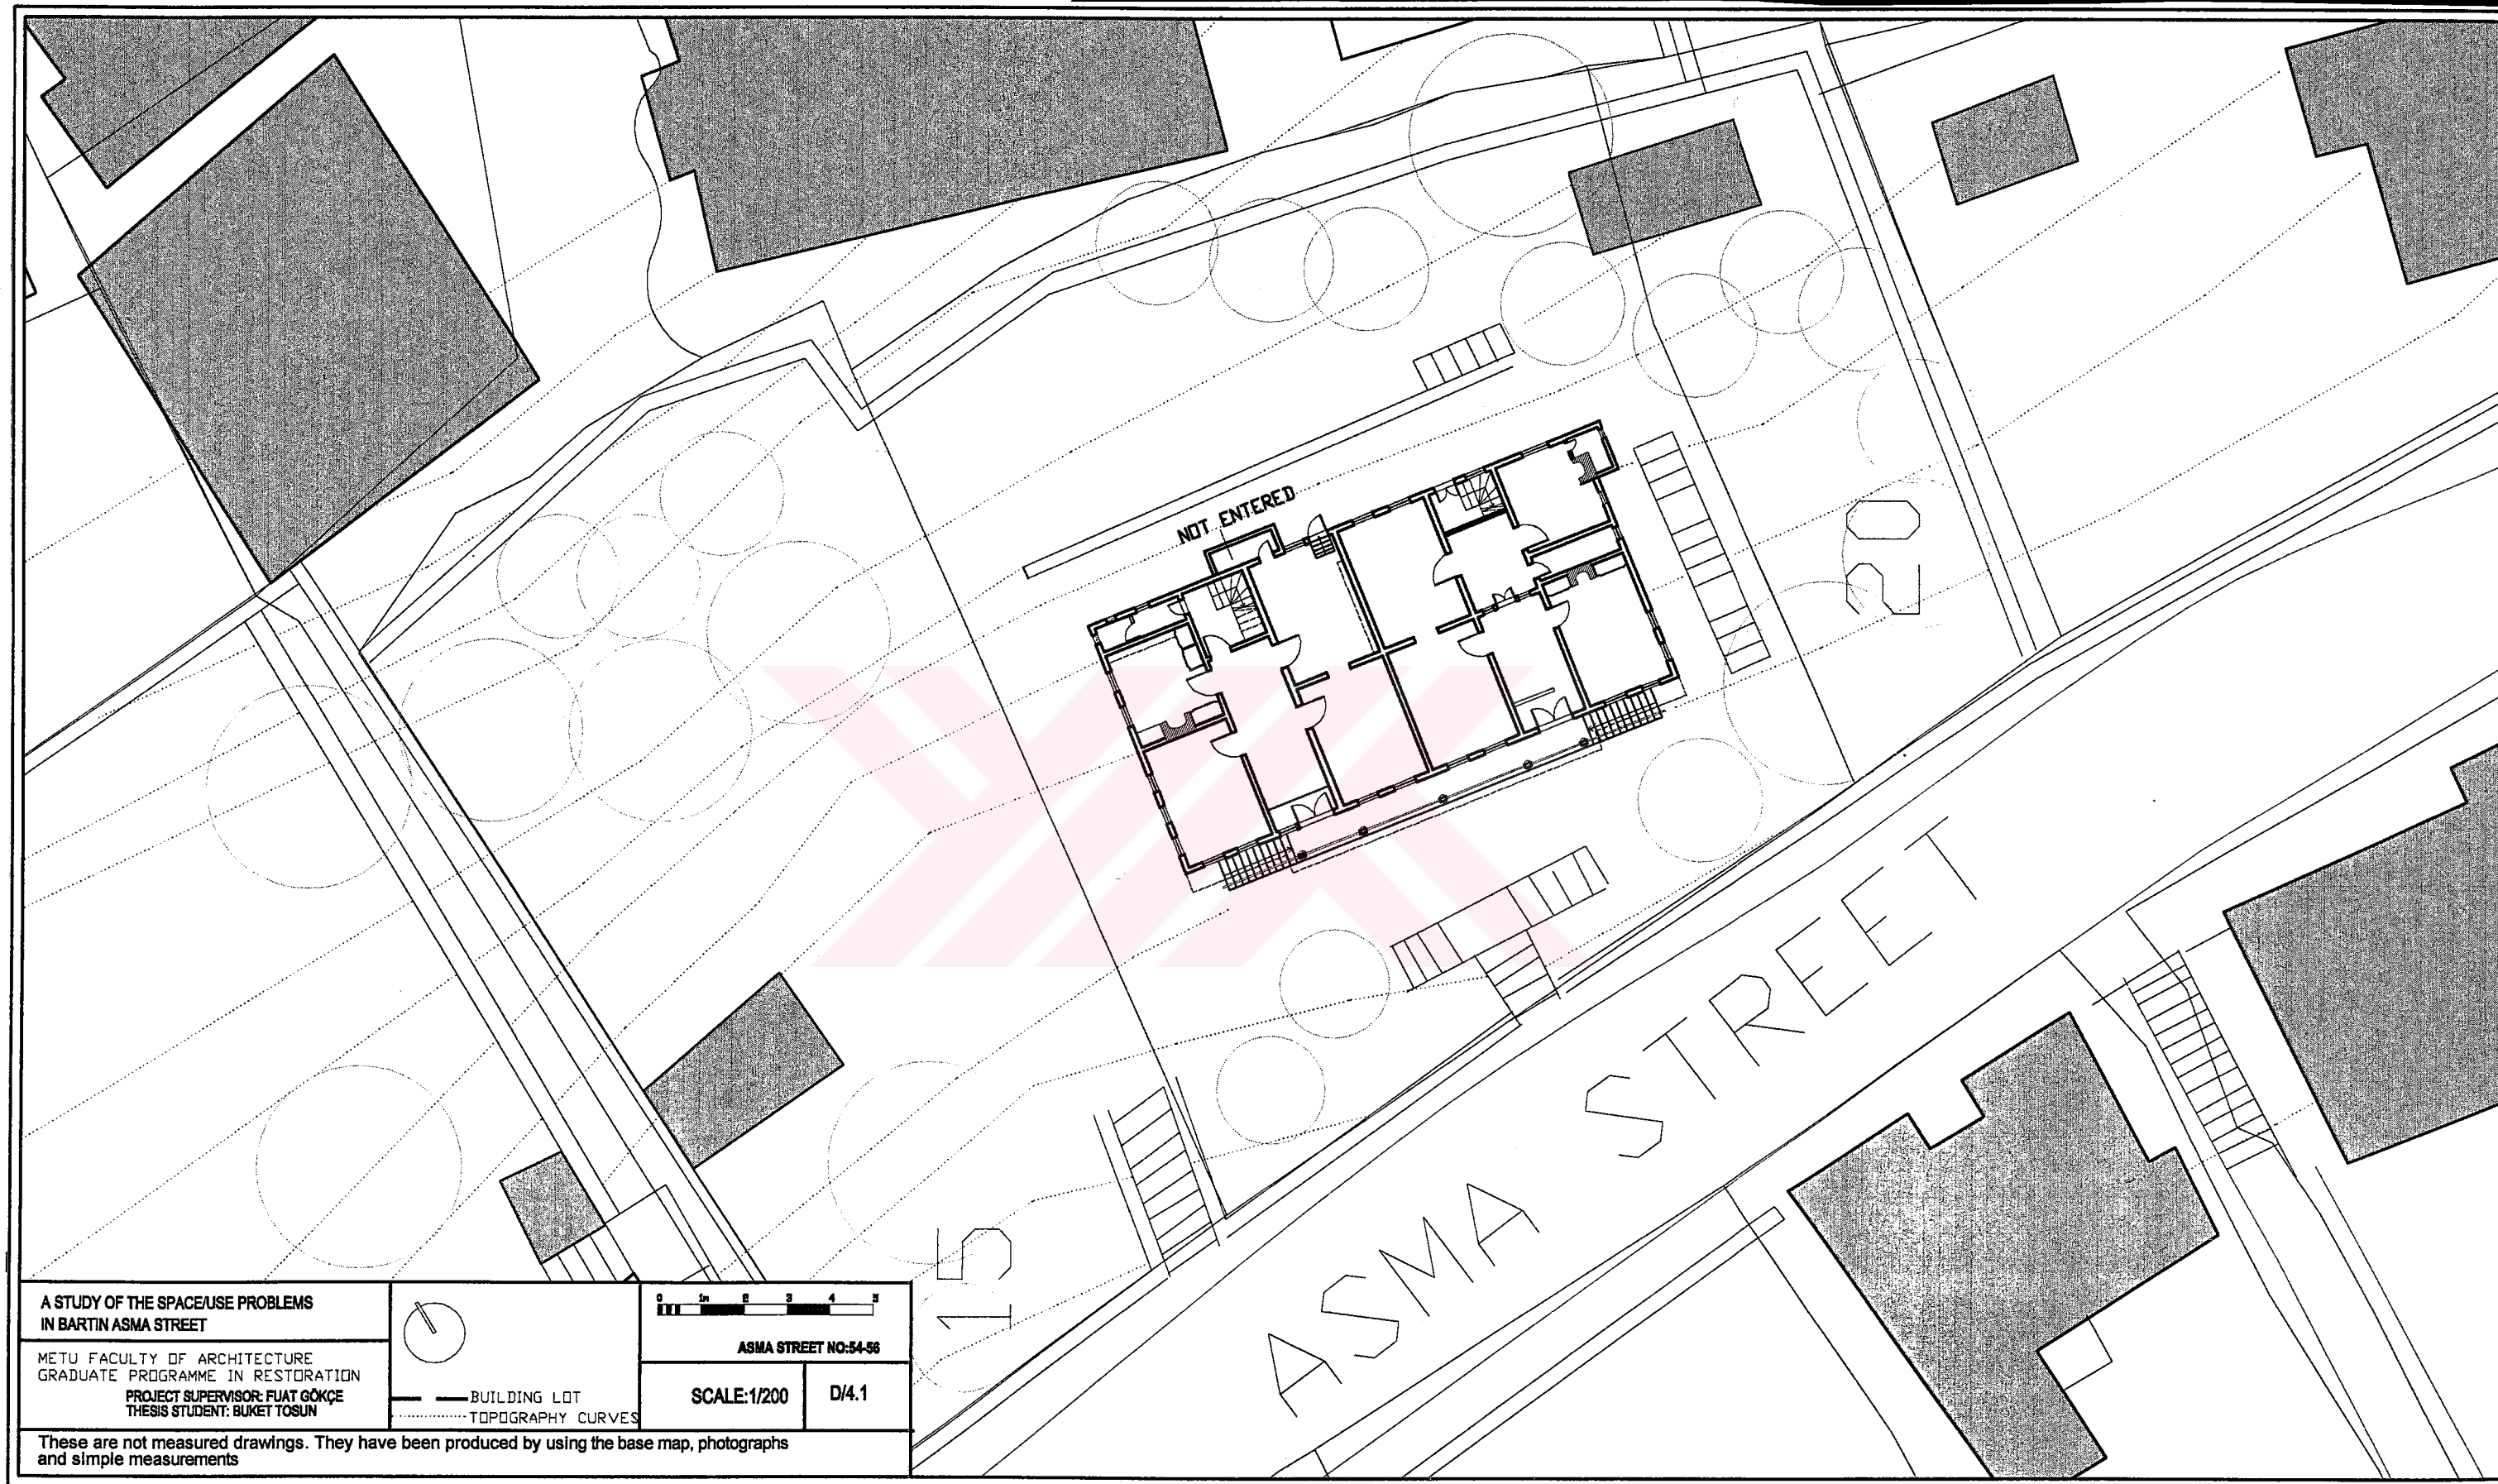 NOT ENTERED
20
15
ASMA STREET
A STUDY OF THE SPACE/USE PROBLEMS
IN BARTIN ASMA STREET
METU FACULTY OF ARCHITECTURE
GRADUATE PROGRAMME IN RESTORATION
PROJECT SUPERVISOR: FUAT GÖKÇE
THESIS STUDENT: BUKET TOSUN
BUILDING LOT
TOPOGRAPHY CURVES
0 1m 2 3 4 5
ASMA STREET NO:54-56
SCALE:1/200
D/4.1
These are not measured drawings. They have been produced by using the base map, photographs
and simple measurements